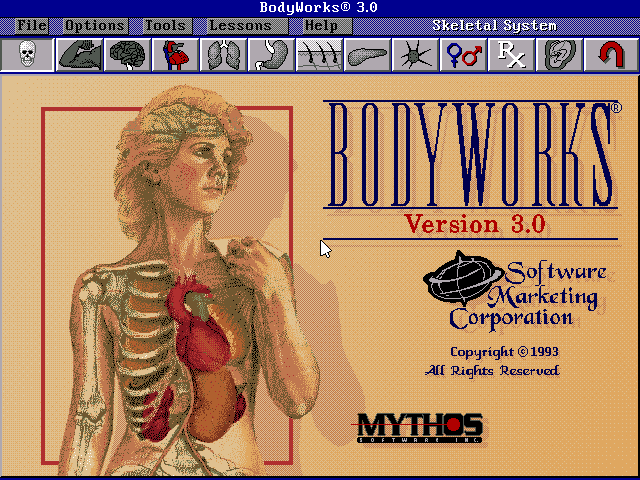 BodyWorks® 3.0
File Options Tools Lessons Help Skeletal System
Rx
BODYWORKS®
Version 3.0
Software
Marketing
Corporation
Copyright © 1993
All Rights Reserved
MYTHOS
SOFTWARE INC.